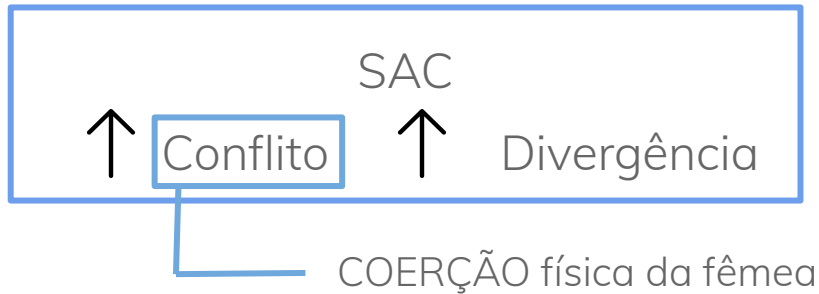 SAC
↑ Conflito ↑ Divergência
COERÇÃO física da fêmea